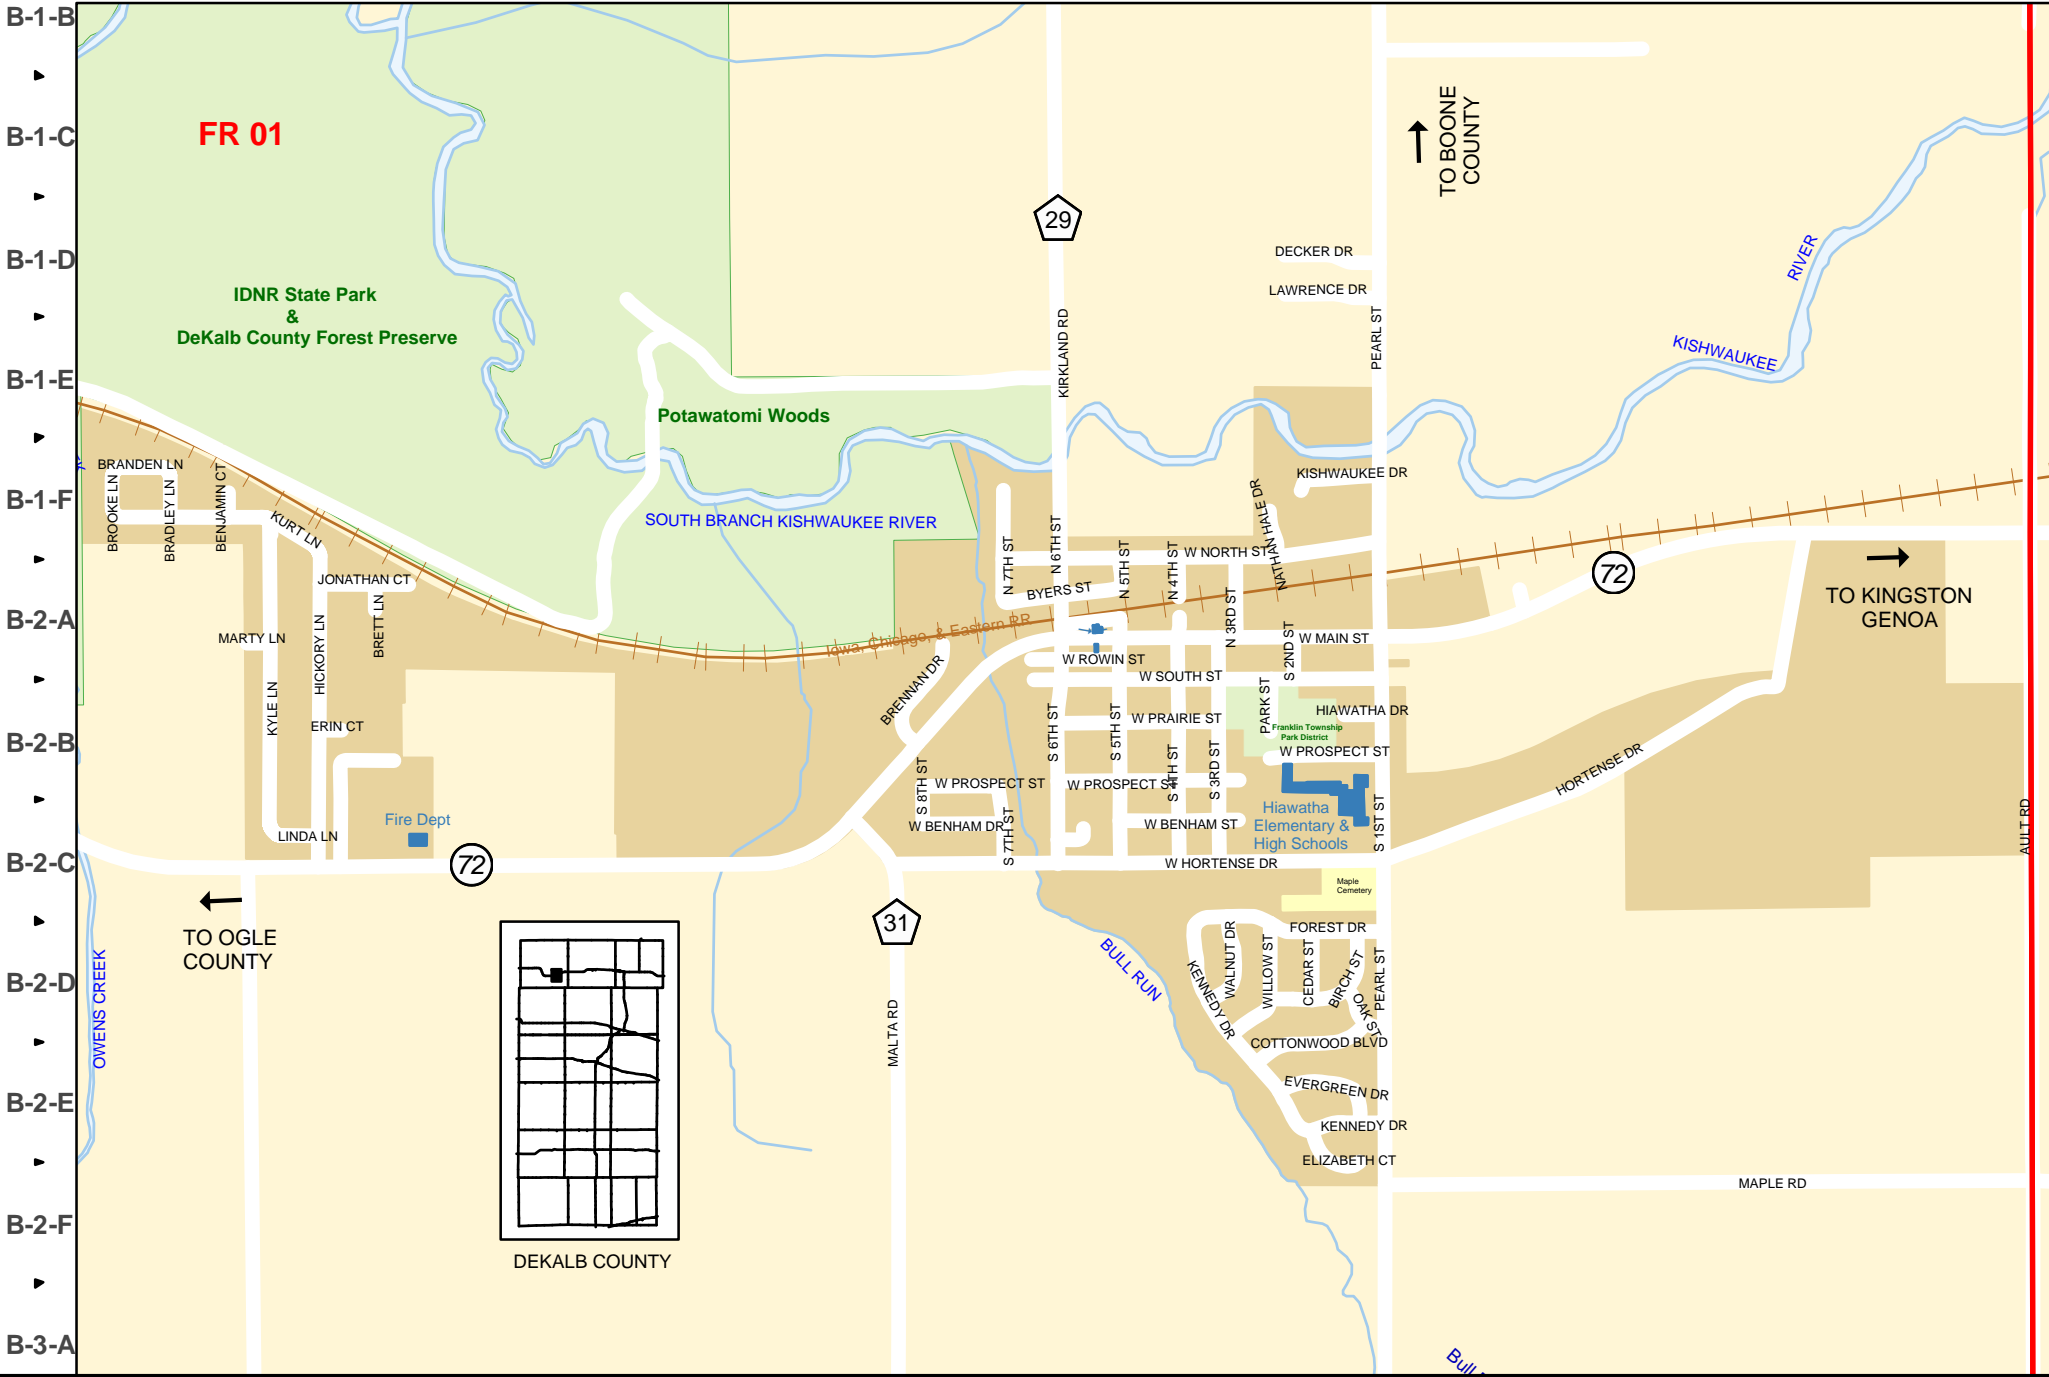 B-1-B
B-1-C
B-1-D
B-1-E
B-1-F
B-2-A
B-2-B
B-2-C
B-2-D
B-2-E
B-2-F
B-3-A
FR 01
IDNR State Park
&
DeKalb County Forest Preserve
Potawatomi Woods
SOUTH BRANCH KISHWAUKEE RIVER
29
KIRKLAND RD
TO BOONE
COUNTY
DECKER DR
LAWRENCE DR
PEARL ST
RIVER
KISHWAUKEE
KISHWAUKEE DR
BRANDEN LN
BROOKE LN
BRADLEY LN
BENJAMIN CT
KURT LN
JONATHAN CT
BRETT LN
HICKORY LN
MARTY LN
KYLE LN
ERIN CT
LINDA LN
Fire Dept
72
TO OGLE
COUNTY
OWENS CREEK
DEKALB COUNTY
Iowa, Chicago, & Eastern RR
BRENNAN DR
N 7TH ST
N 6TH ST
N 5TH ST
N 4TH ST
N 3RD ST
W NORTH ST
NATHAN HALE DR
BYERS ST
W MAIN ST
W ROWIN ST
W SOUTH ST
S 2ND ST
PARK ST
HIAWATHA DR
W PRAIRIE ST
Franklin Township
Park District
W PROSPECT ST
S 6TH ST
S 5TH ST
S 4TH ST
S 3RD ST
W PROSPECT ST
W PROSPECT ST
S 8TH ST
W BENHAM DR
S 7TH ST
W BENHAM ST
Hiawatha
Elementary &
High Schools
S 1ST ST
W HORTENSE DR
HORTENSE DR
72
TO KINGSTON
GENOA
AULT RD
Maple
Cemetery
31
MALTA RD
BULL RUN
FOREST DR
WALNUT DR
WILLOW ST
CEDAR ST
BIRCH ST
OAK ST
PEARL ST
KENNEDY DR
COTTONWOOD BLVD
EVERGREEN DR
KENNEDY DR
ELIZABETH CT
MAPLE RD
Bull